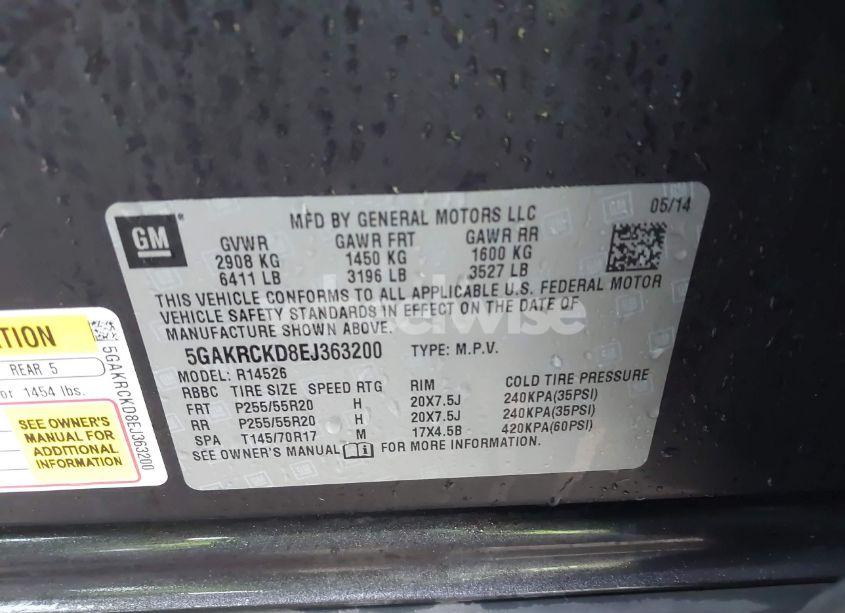 GM
MFD BY GENERAL MOTORS LLC
05/14
GVWR GAWR FRT GAWR RR
2908 KG 1450 KG 1600 KG
6411 LB 3196 LB 3527 LB
THIS VEHICLE CONFORMS TO ALL APPLICABLE U.S. FEDERAL MOTOR
VEHICLE SAFETY STANDARDS IN EFFECT ON THE DATE OF
MANUFACTURE SHOWN ABOVE.
5GAKRCKD8EJ363200 TYPE: M.P.V.
MODEL: R14526
RBBC TIRE SIZE SPEED RTG RIM COLD TIRE PRESSURE
FRT P255/55R20 H 20X7.5J 240KPA(35PSI)
RR P255/55R20 H 20X7.5J 240KPA(35PSI)
SPA T145/70R17 M 17X4.5B 420KPA(60PSI)
SEE OWNER'S MANUAL FOR MORE INFORMATION.
REAR 5
or 1454 lbs.
SEE OWNER'S
MANUAL FOR
ADDITIONAL
INFORMATION
5GAKRCKD8EJ363200